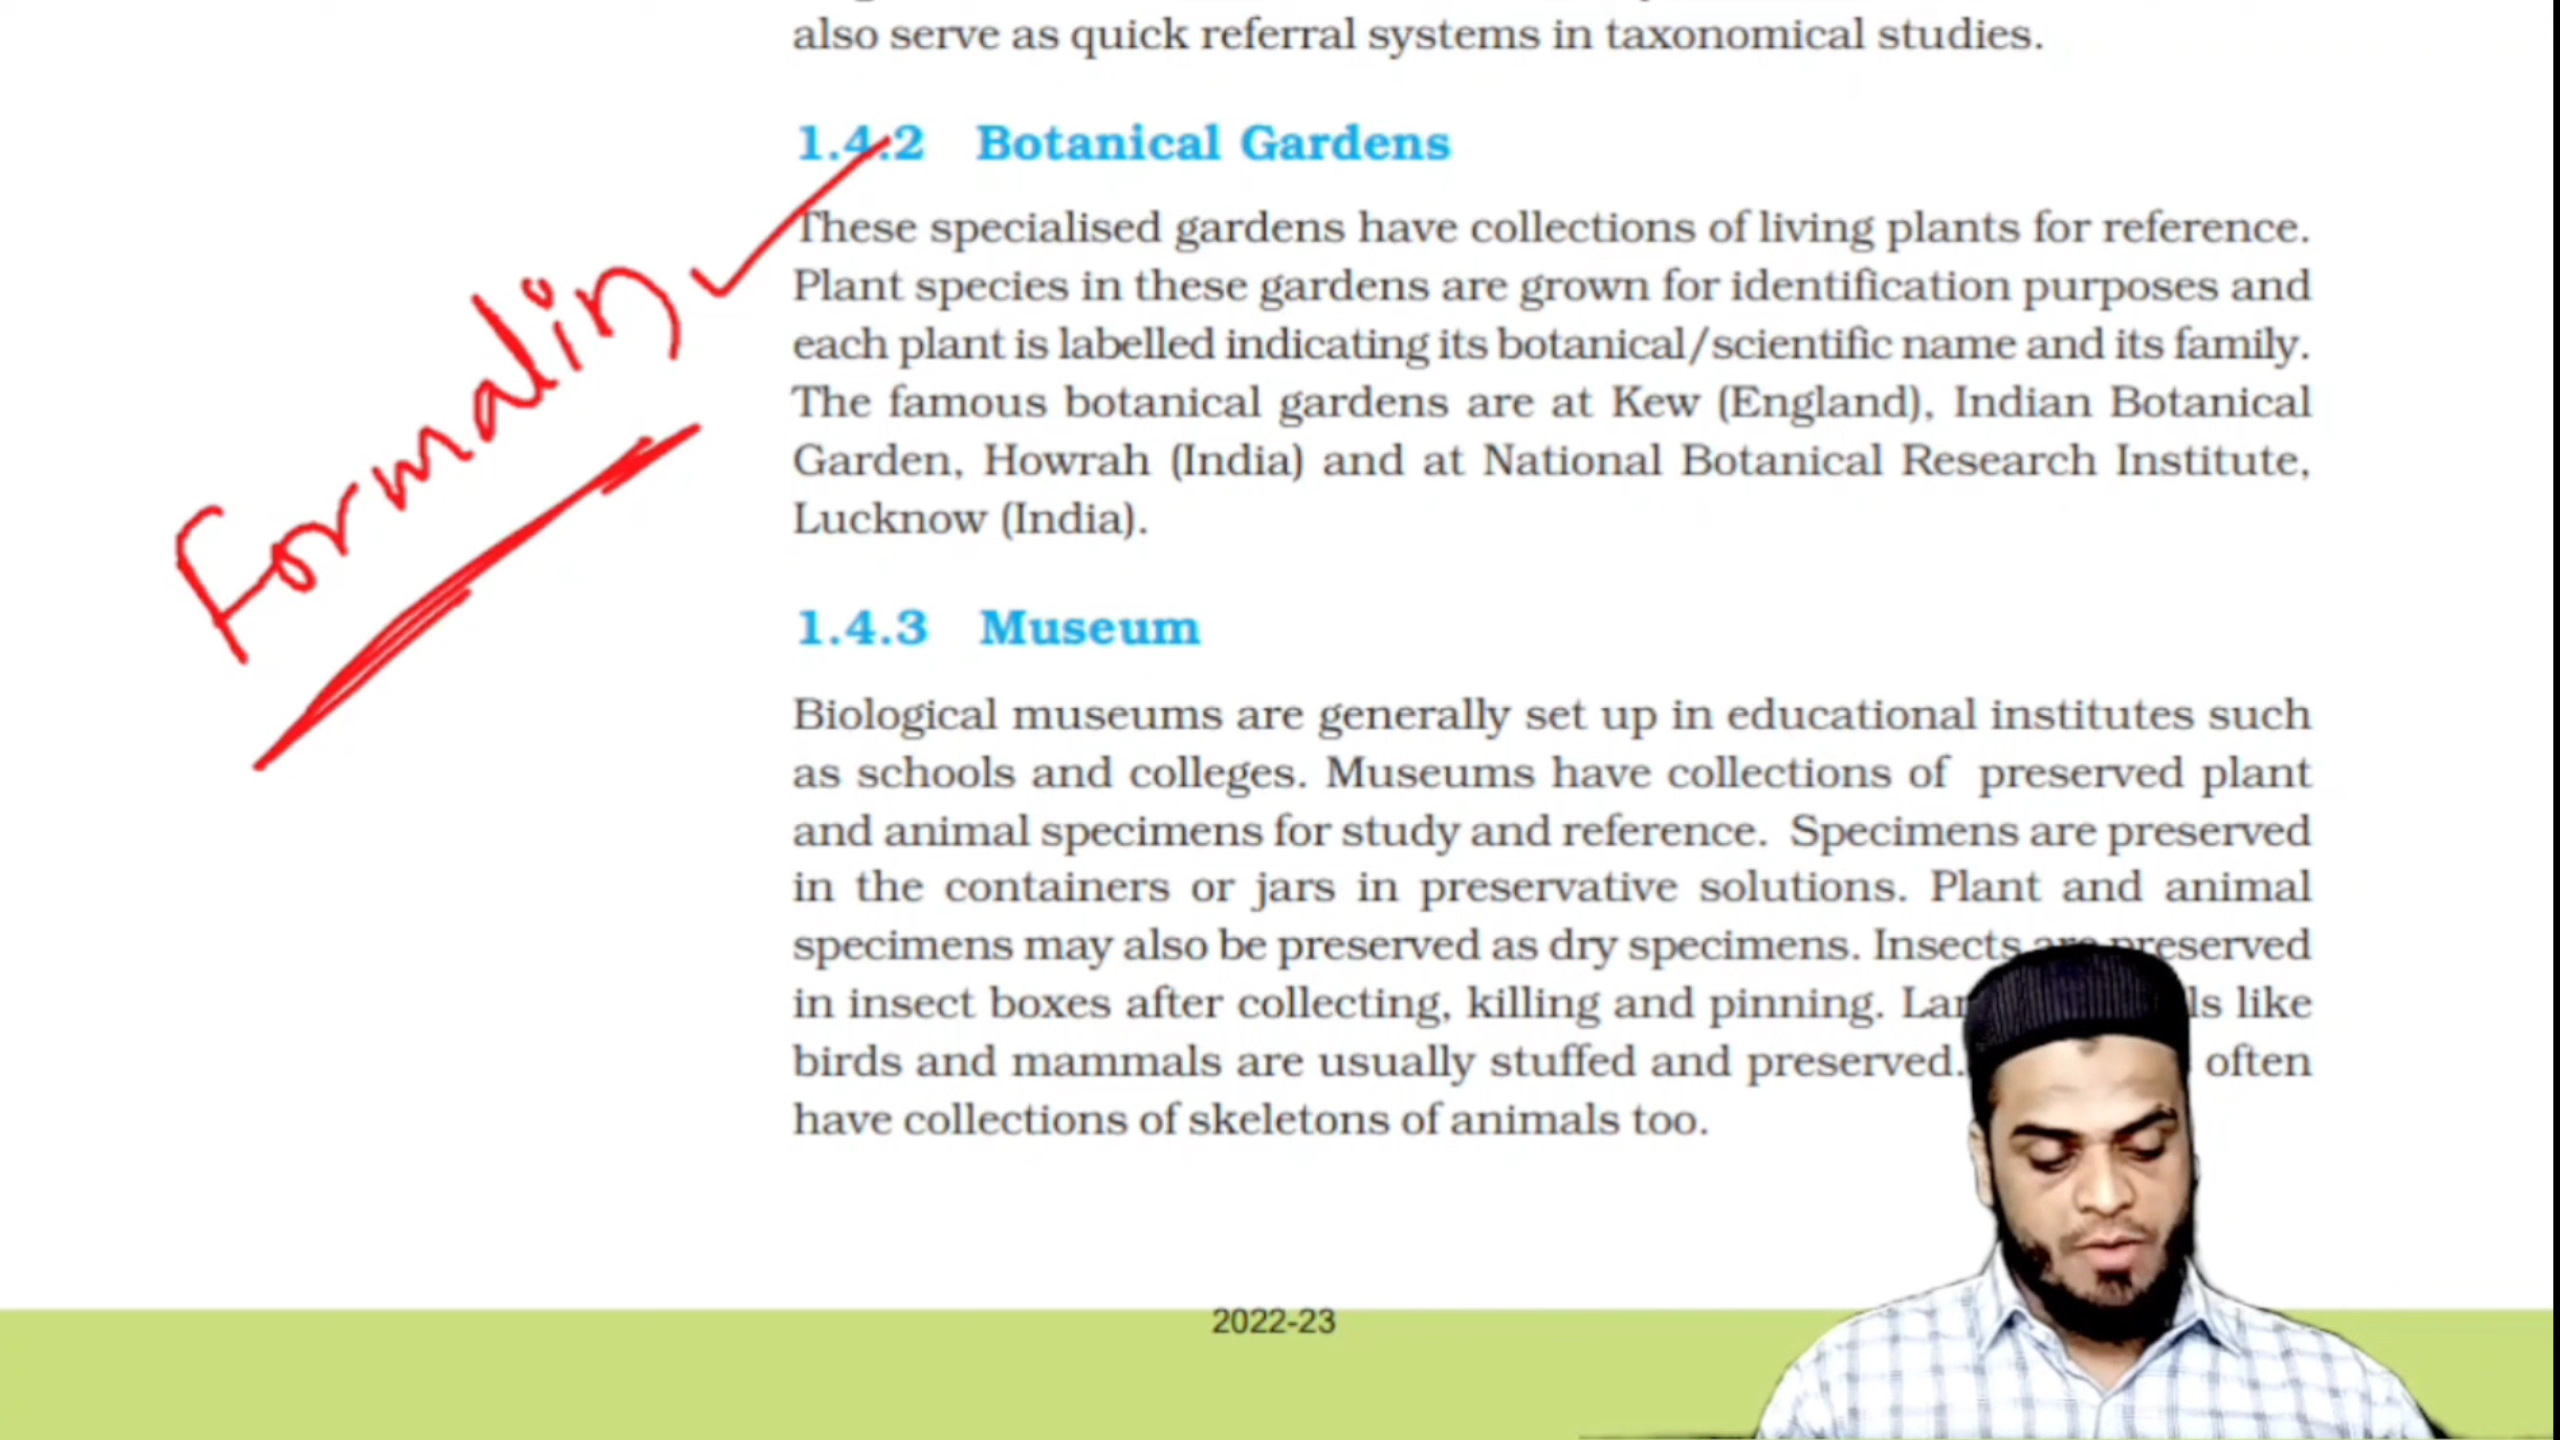 also serve as quick referral systems in taxonomical studies.
1.4.2 Botanical Gardens
These specialised gardens have collections of living plants for reference.
Plant species in these gardens are grown for identification purposes and
each plant is labelled indicating its botanical/scientific name and its family.
The famous botanical gardens are at Kew (England), Indian Botanical
Garden, Howrah (India) and at National Botanical Research Institute,
Lucknow (India).
Formalin
1.4.3 Museum
Biological museums are generally set up in educational institutes such
as schools and colleges. Museums have collections of preserved plant
and animal specimens for study and reference. Specimens are preserved
in the containers or jars in preservative solutions. Plant and animal
specimens may also be preserved as dry specimens. Insects are preserved
in insect boxes after collecting, killing and pinning. like
birds and mammals are usually stuffed and preserved. often
have collections of skeletons of animals too.
2022-23